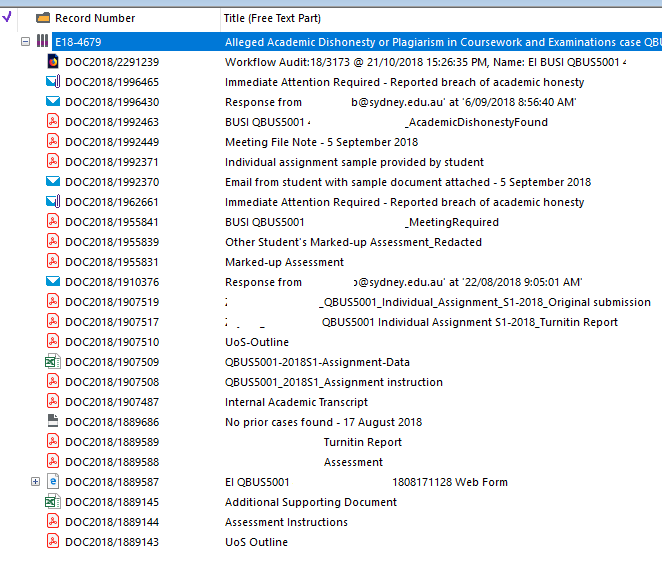 Record Number Title (Free Text Part)
E18-4679 Alleged Academic Dishonesty or Plagiarism in Coursework and Examinations case QBU
DOC2018/2291239 Workflow Audit:18/3173 @ 21/10/2018 15:26:35 PM, Name: EI BUSI QBUS5001
DOC2018/1996465 Immediate Attention Required - Reported breach of academic honesty
DOC2018/1996430 Response from b@sydney.edu.au' at '6/09/2018 8:56:40 AM'
DOC2018/1992463 BUSI QBUS5001 _AcademicDishonestyFound
DOC2018/1992449 Meeting File Note - 5 September 2018
DOC2018/1992371 Individual assignment sample provided by student
DOC2018/1992370 Email from student with sample document attached - 5 September 2018
DOC2018/1962661 Immediate Attention Required - Reported breach of academic honesty
DOC2018/1955841 BUSI QBUS5001 _MeetingRequired
DOC2018/1955839 Other Student's Marked-up Assessment_Redacted
DOC2018/1955831 Marked-up Assessment
DOC2018/1910376 Response from b@sydney.edu.au' at '22/08/2018 9:05:01 AM'
DOC2018/1907519 _QBUS5001_Individual_Assignment_S1-2018_Original submission
DOC2018/1907517 QBUS5001 Individual Assignment S1-2018_Turnitin Report
DOC2018/1907510 UoS-Outline
DOC2018/1907509 QBUS5001-2018S1-Assignment-Data
DOC2018/1907508 QBUS5001_2018S1_Assignment instruction
DOC2018/1907487 Internal Academic Transcript
DOC2018/1889686 No prior cases found - 17 August 2018
DOC2018/1889589 Turnitin Report
DOC2018/1889588 Assessment
DOC2018/1889587 EI QBUS5001 1808171128 Web Form
DOC2018/1889145 Additional Supporting Document
DOC2018/1889144 Assessment Instructions
DOC2018/1889143 UoS Outline